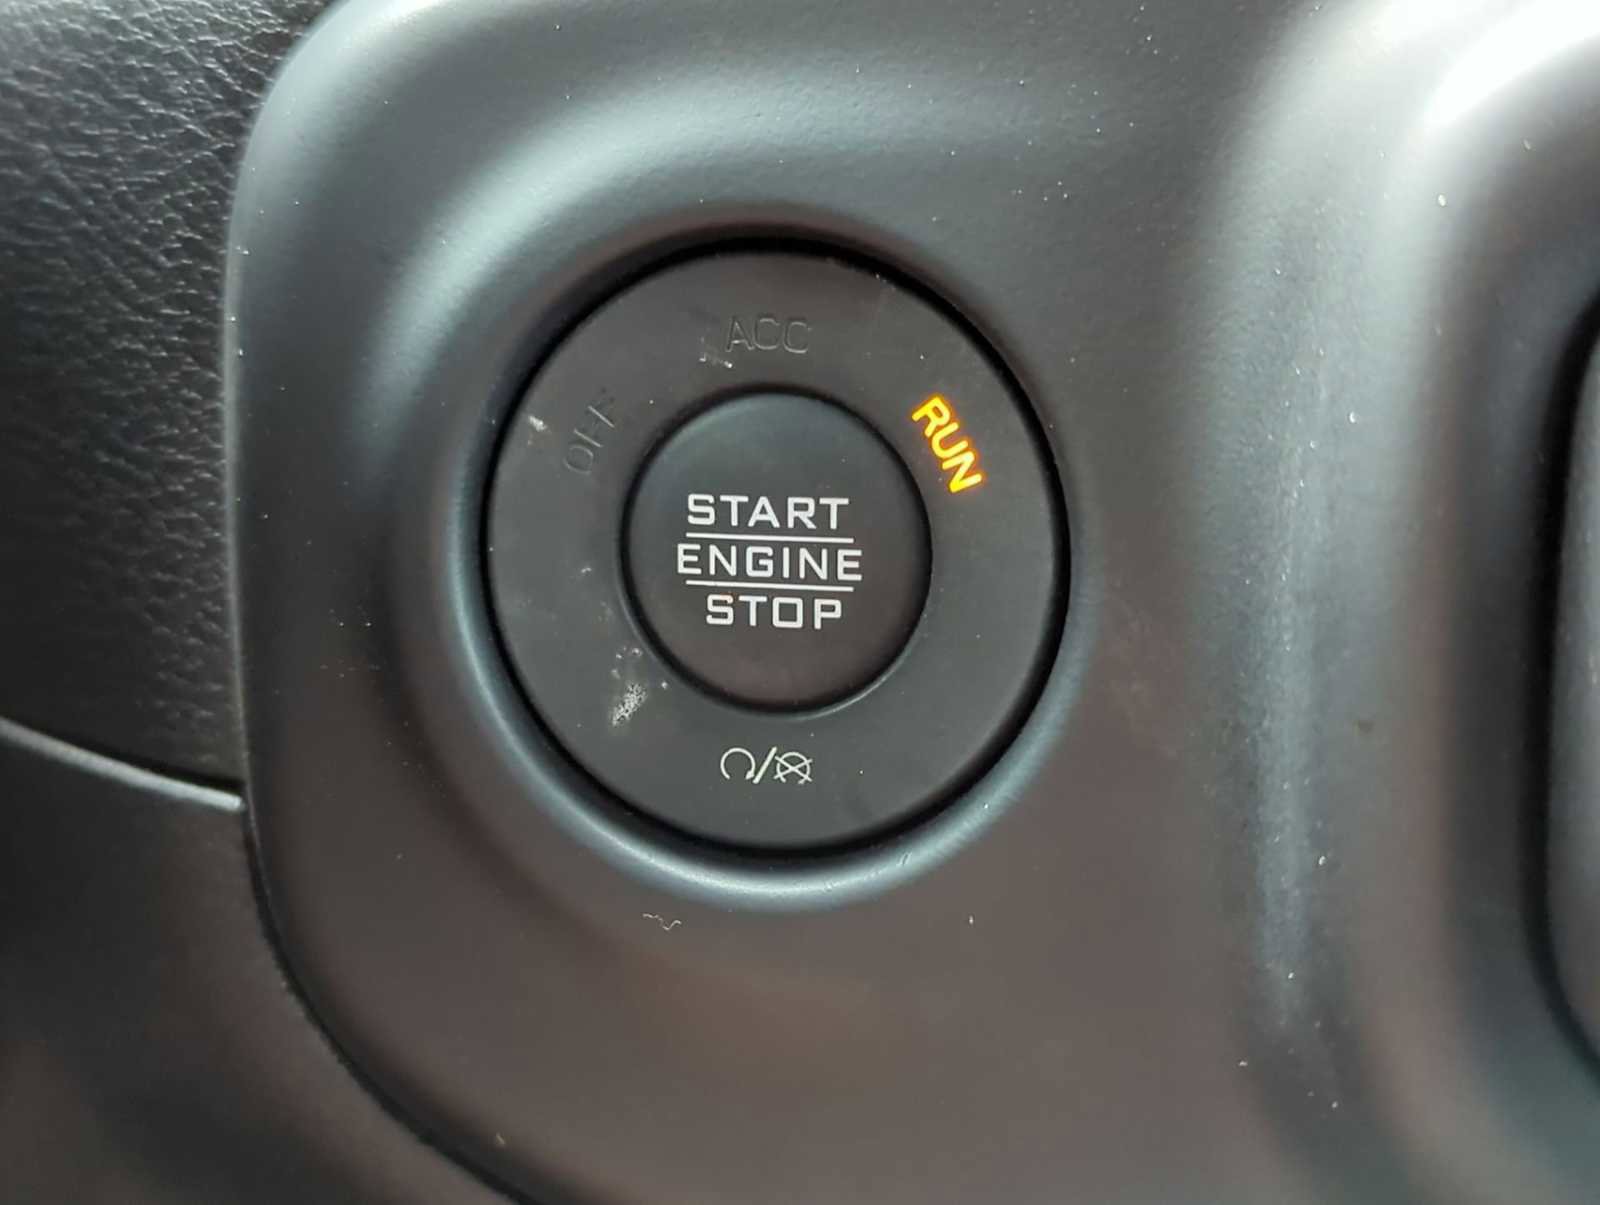 ACC
OFF
RUN
START
ENGINE
STOP